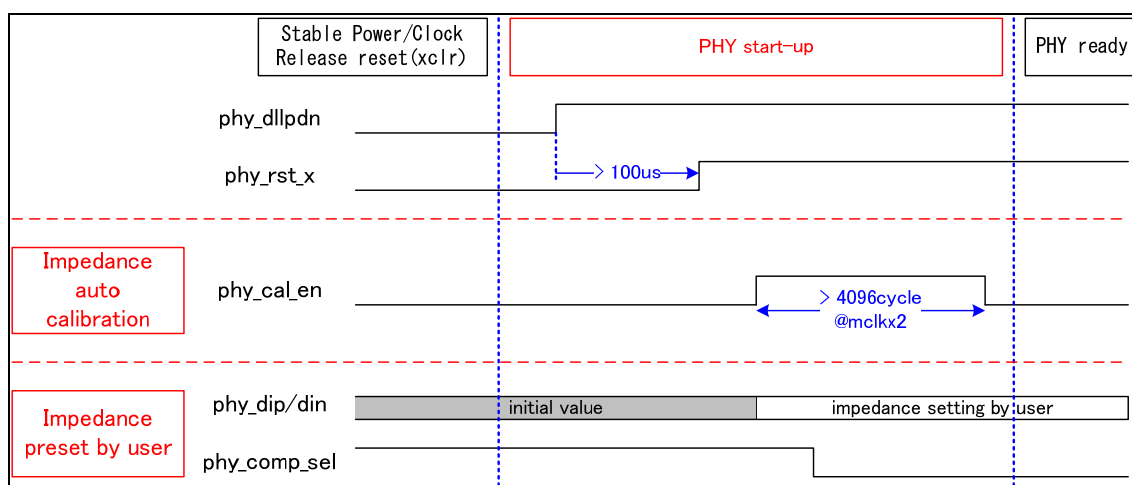 Stable Power/Clock
Release reset(xclr)
PHY start-up
PHY ready
phy_dllpdn
phy_rst_x
> 100us
Impedance
auto
calibration
phy_cal_en
> 4096cycle
@mclkx2
Impedance
preset by user
phy_dip/din
initial value
impedance setting by user
phy_comp_sel